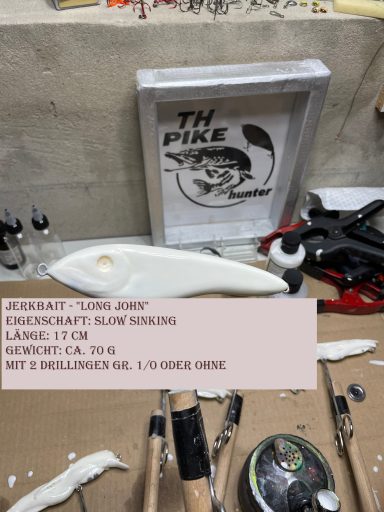 TH
PIKE
The hunter
JERKBAIT - "LONG JOHN"
EIGENSCHAFT: SLOW SINKING
LÄNGE: 17 CM
GEWICHT: CA. 70 G
MIT 2 DRILLINGEN GR. 1/0 ODER OHNE